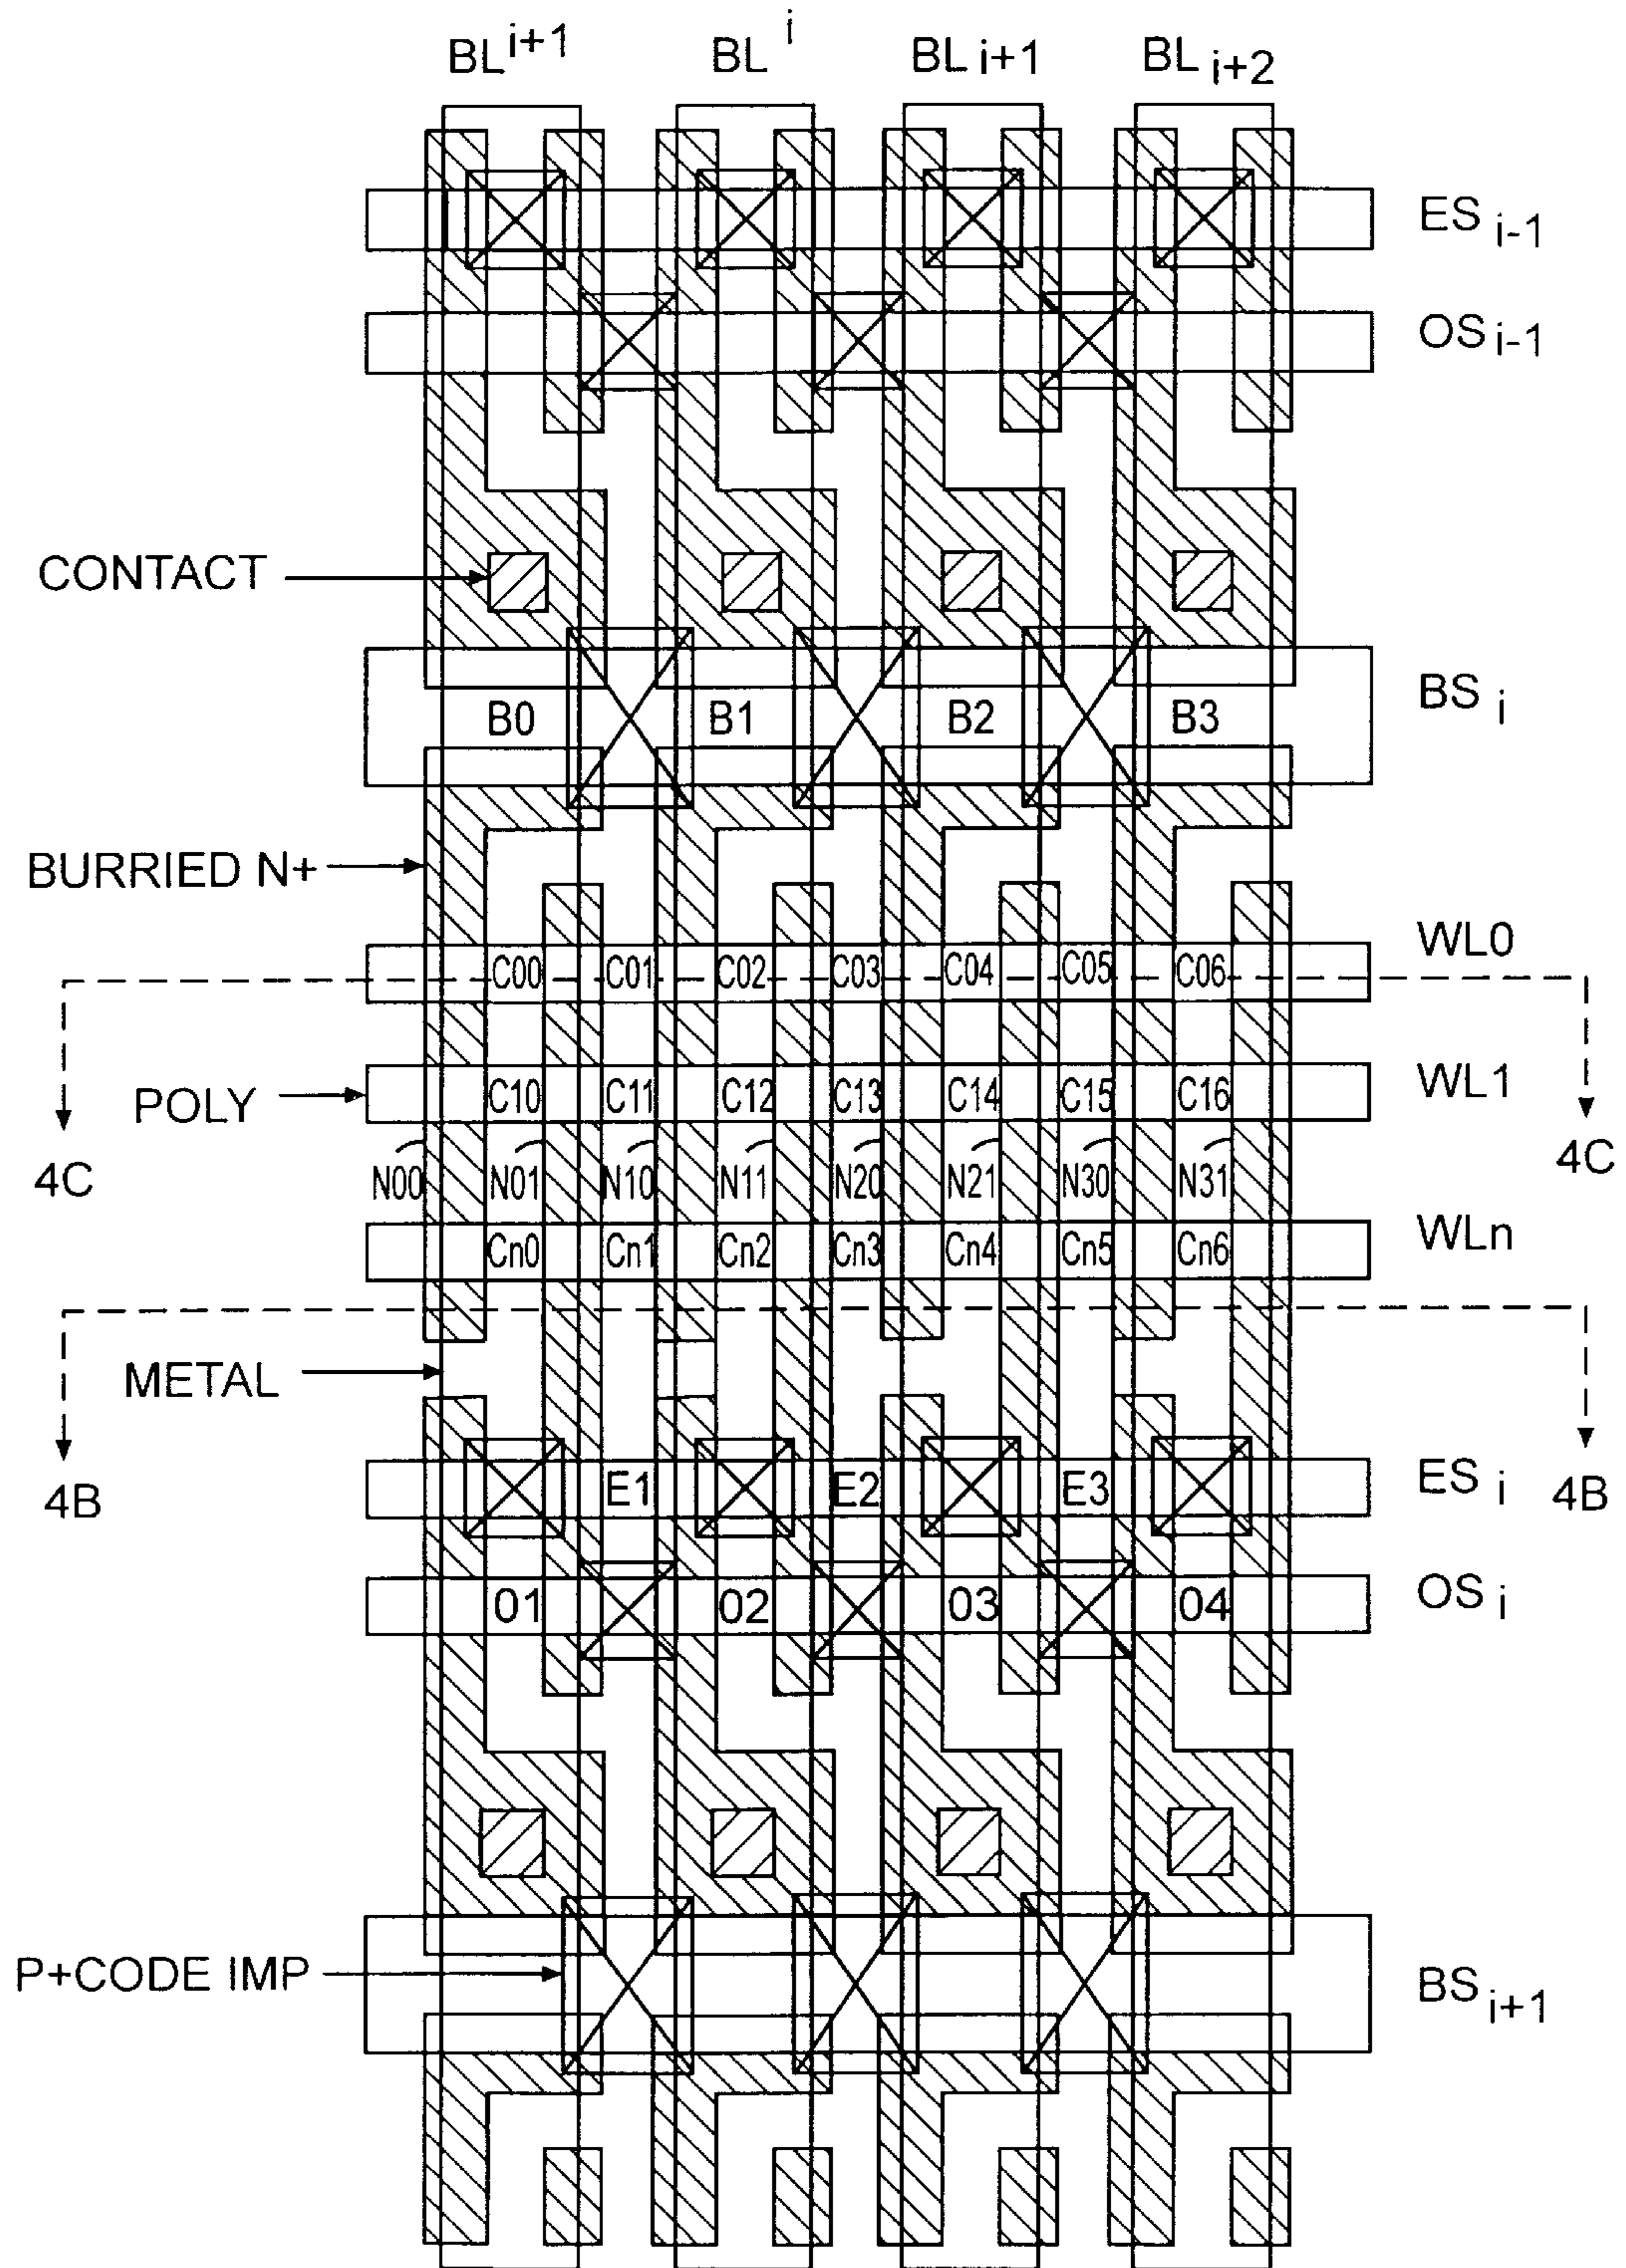 BL i+1 BL i BL i+1 BL i+2
ES i-1
OS i-1
CONTACT
BS i
B0 B1 B2 B3
BURRIED N+
WL0
C00 C01 C02 C03 C04 C05 C06
WL1
POLY
C10 C11 C12 C13 C14 C15 C16
4C 4C
N00 N01 N10 N11 N20 N21 N30 N31
WLn
Cn0 Cn1 Cn2 Cn3 Cn4 Cn5 Cn6
METAL
4B E1 E2 E3 ES i 4B
01 02 03 04 OS i
P+CODE IMP
BS i+1